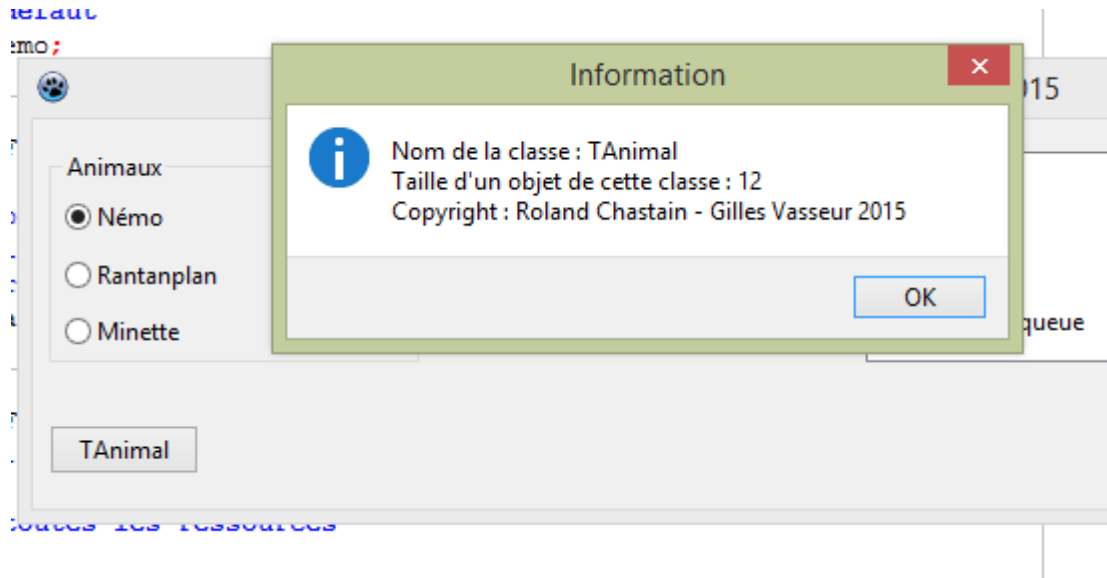 emo;
Information
Nom de la classe : TAnimal
Taille d'un objet de cette classe : 12
Copyright : Roland Chastain - Gilles Vasseur 2015
OK
Animaux
Némo
Rantanplan
Minette
queue
TAnimal